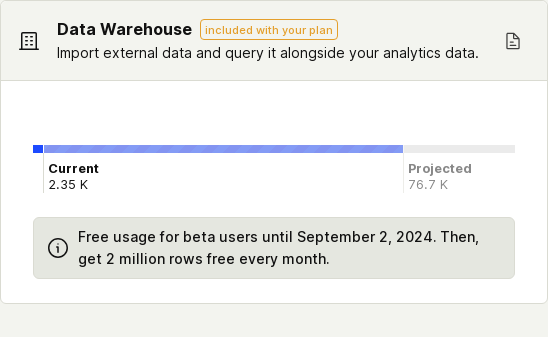 Data Warehouse included with your plan
Import external data and query it alongside your analytics data.
Current Projected
2.35 K 76.7 K
Free usage for beta users until September 2, 2024. Then,
get 2 million rows free every month.